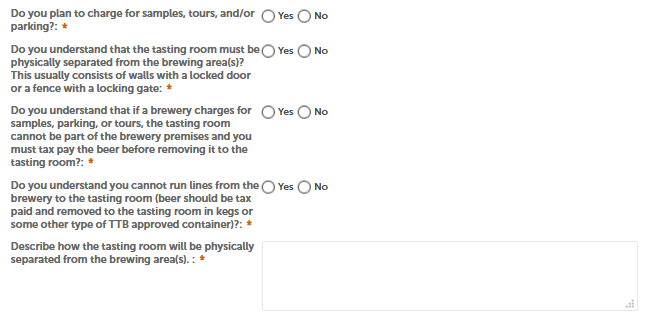 Do you plan to charge for samples, tours, and/or Yes No
parking?: *
Do you understand that the tasting room must be Yes No
physically separated from the brewing area(s)?
This usually consists of walls with a locked door
or a fence with a locking gate: *
Do you understand that if a brewery charges for Yes No
samples, parking, or tours, the tasting room
cannot be part of the brewery premises and you
must tax pay the beer before removing it to the
tasting room?: *
Do you understand you cannot run lines from the Yes No
brewery to the tasting room (beer should be tax
paid and removed to the tasting room in kegs or
some other type of TTB approved container)?: *
Describe how the tasting room will be physically
separated from the brewing area(s). : *